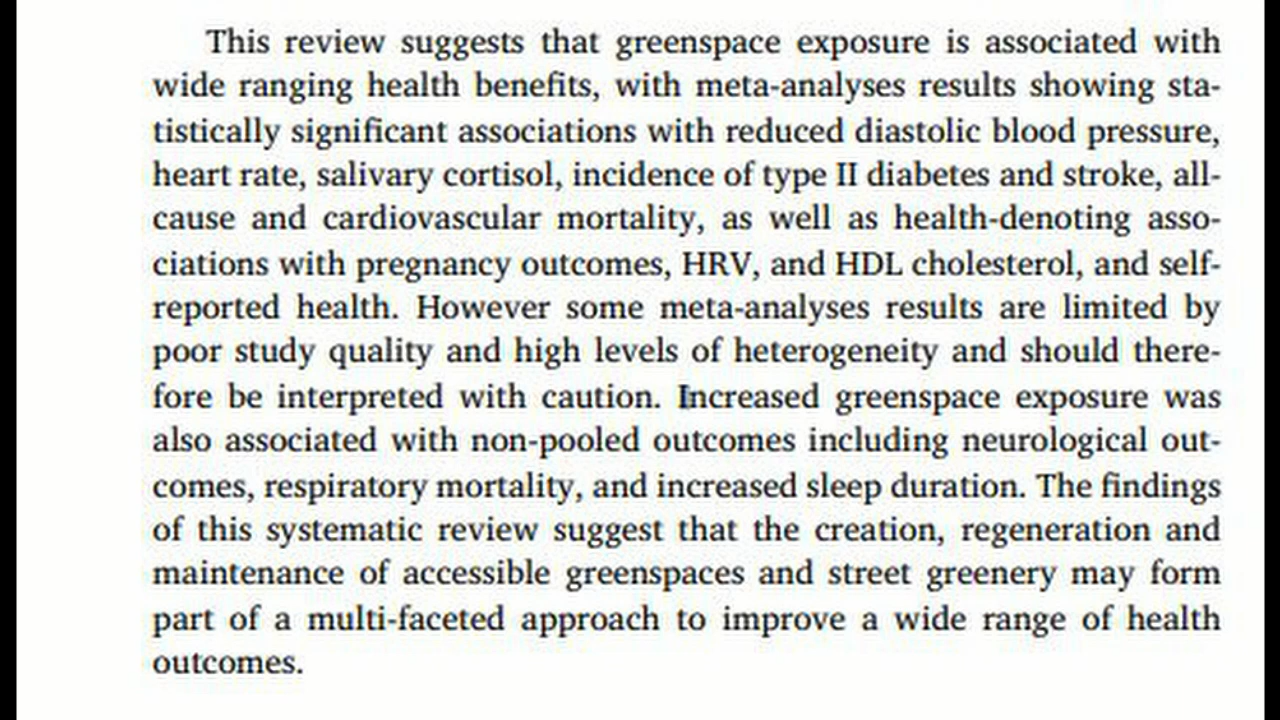 This review suggests that greenspace exposure is associated with
wide ranging health benefits, with meta-analyses results showing sta-
tistically significant associations with reduced diastolic blood pressure,
heart rate, salivary cortisol, incidence of type II diabetes and stroke, all-
cause and cardiovascular mortality, as well as health-denoting asso-
ciations with pregnancy outcomes, HRV, and HDL cholesterol, and self-
reported health. However some meta-analyses results are limited by
poor study quality and high levels of heterogeneity and should there-
fore be interpreted with caution. Increased greenspace exposure was
also associated with non-pooled outcomes including neurological out-
comes, respiratory mortality, and increased sleep duration. The findings
of this systematic review suggest that the creation, regeneration and
maintenance of accessible greenspaces and street greenery may form
part of a multi-faceted approach to improve a wide range of health
outcomes.